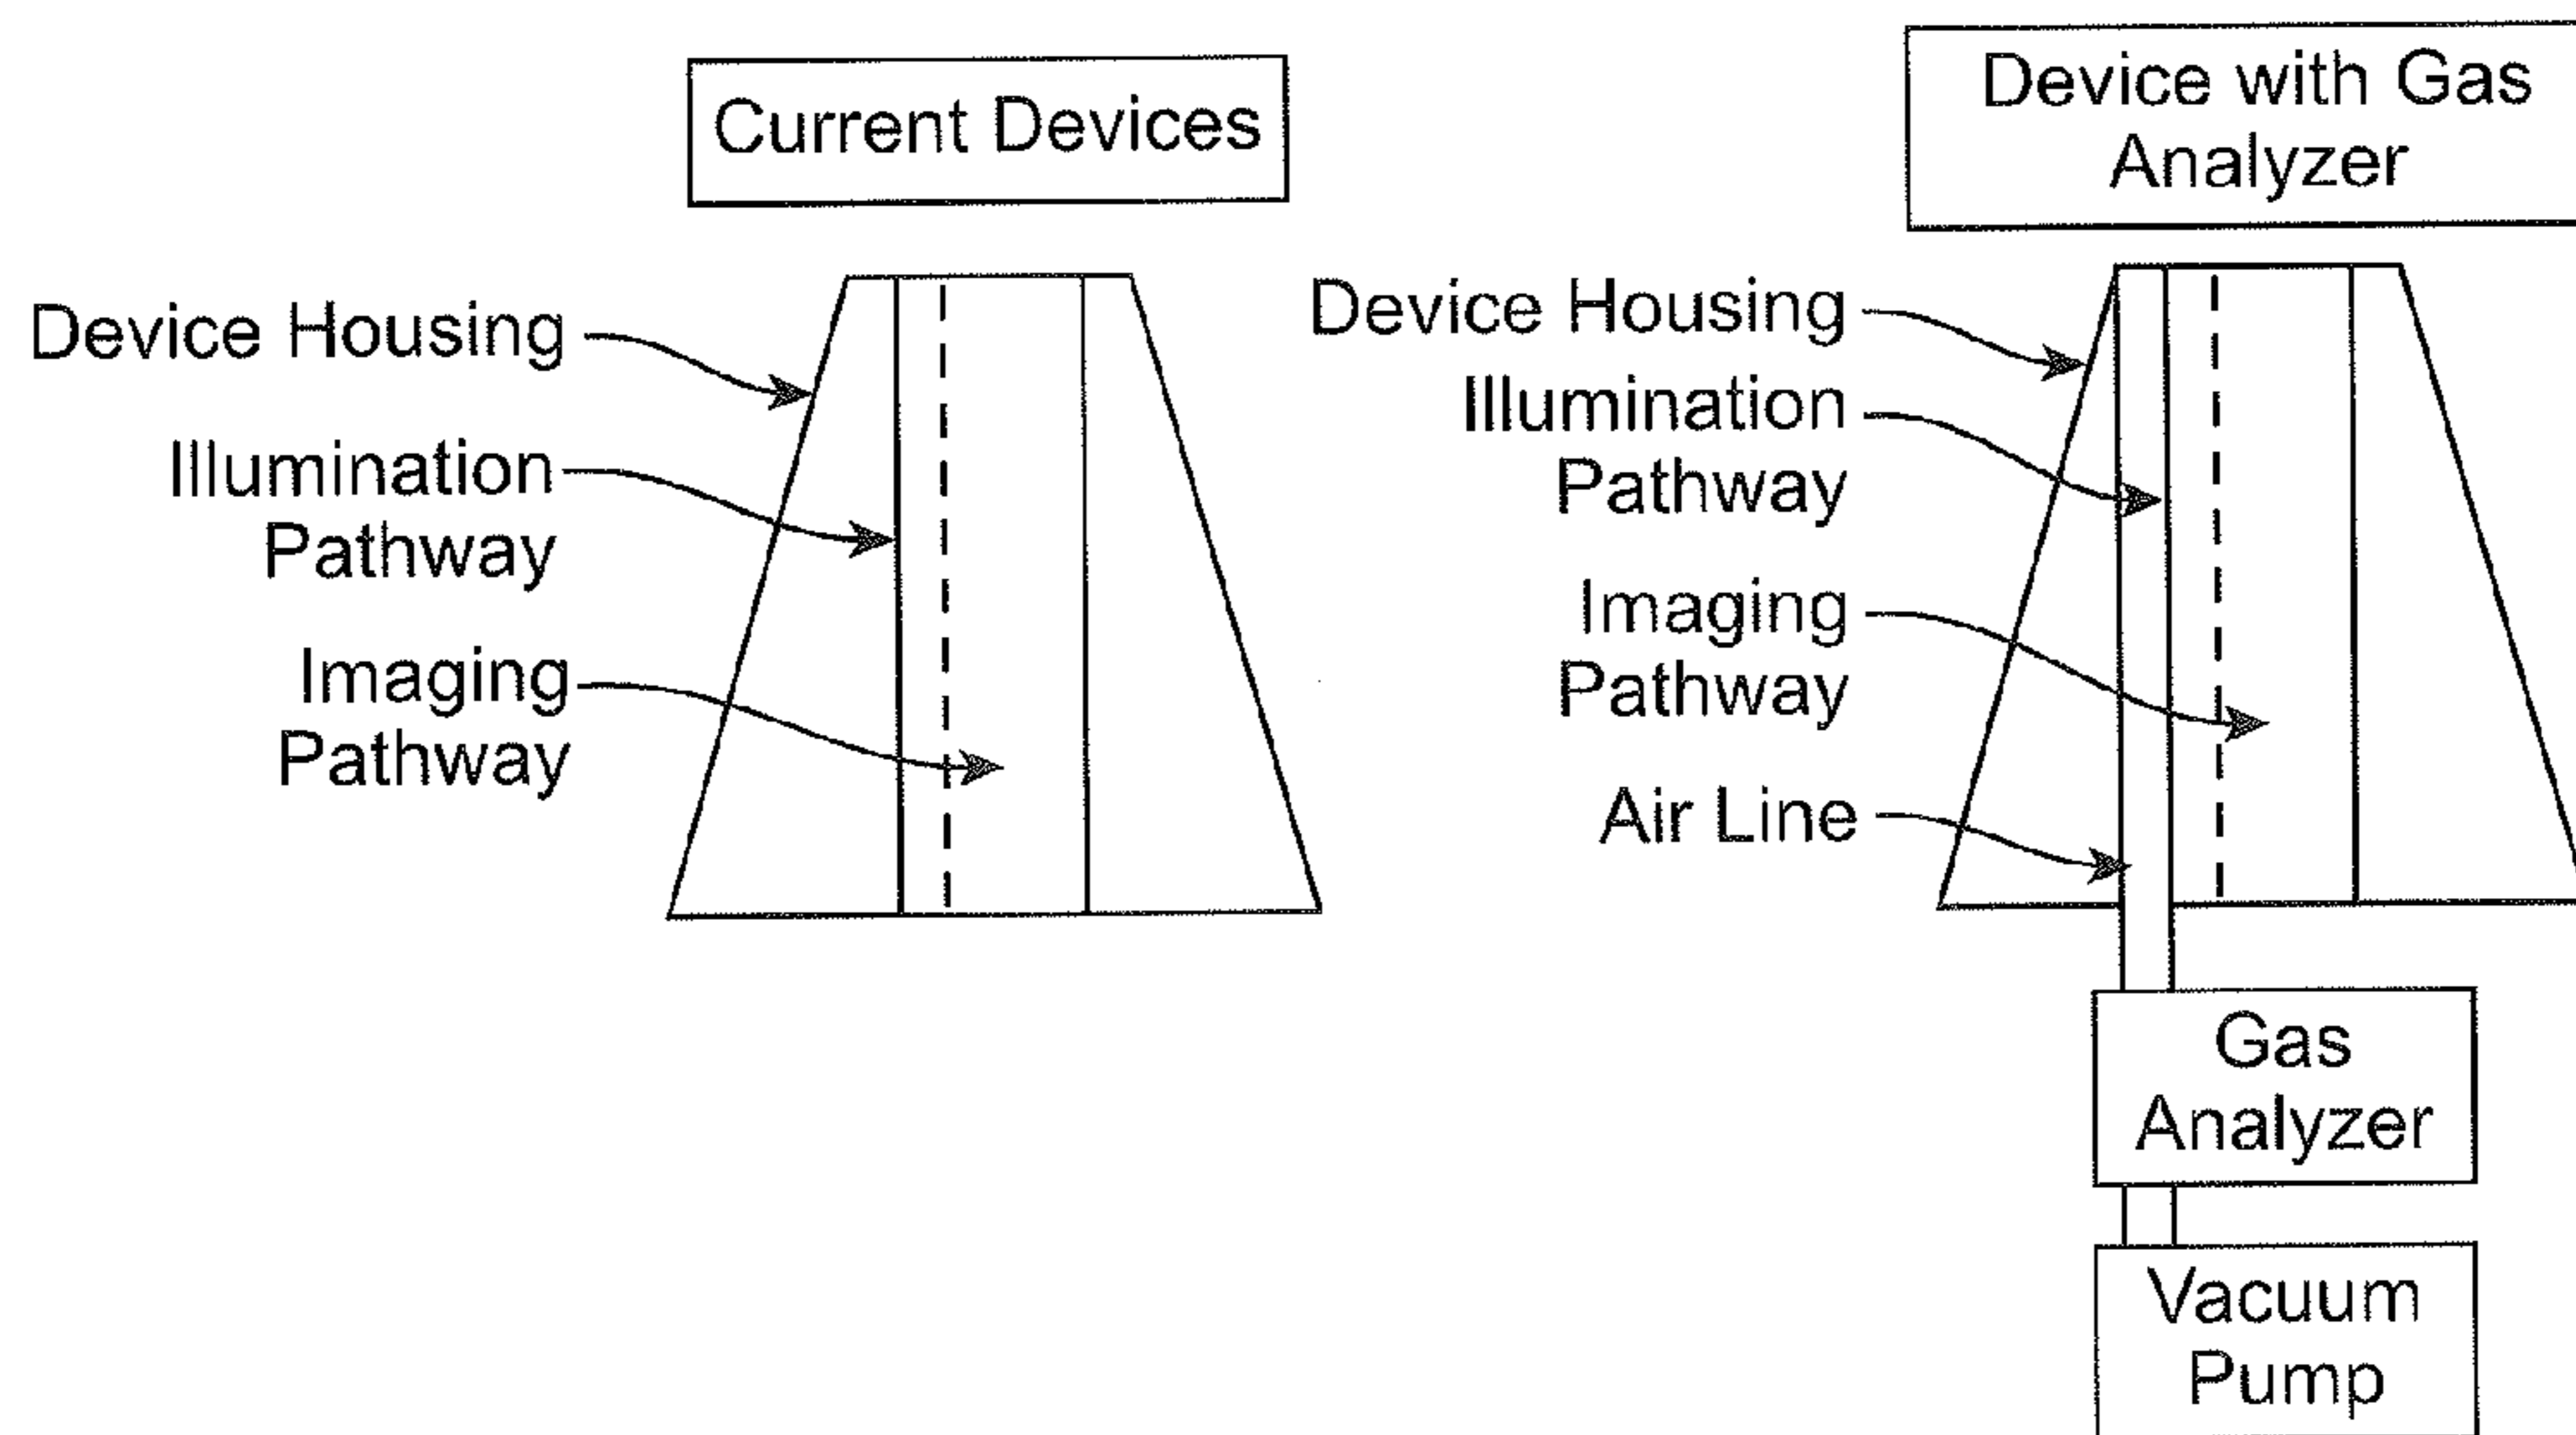 Current Devices
Device Housing
Illumination
Pathway
Imaging
Pathway
Device with Gas
Analyzer
Device Housing
Illumination
Pathway
Imaging
Pathway
Air Line
Gas
Analyzer
Vacuum
Pump